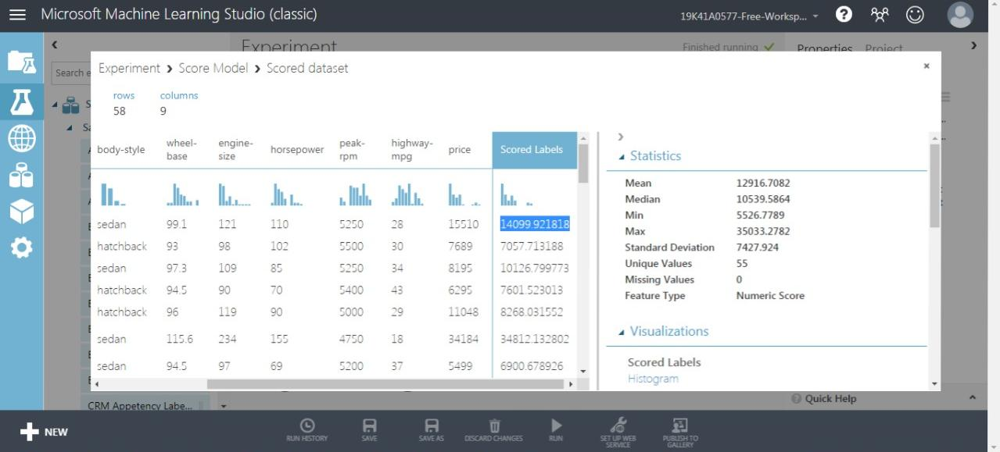 Microsoft Machine Learning Studio (classic)
19K41A0577-Free-Worksp...
Experiment
Finished running
Properties Project
Search e
Experiment > Score Model > Scored dataset
rows columns
58 9
body-style wheel-base engine-size horsepower peak-rpm highway-mpg price Scored Labels
sedan 99.1 121 110 5250 28 15510 14099.921818
hatchback 93 98 102 5500 30 7689 7057.713188
sedan 97.3 109 85 5250 34 8195 10126.799773
hatchback 94.5 90 70 5400 43 6295 7601.523013
hatchback 96 119 90 5000 29 11048 8268.031552
sedan 115.6 234 155 4750 18 34184 34812.132802
sedan 94.5 97 69 5200 37 5499 6900.678926
Statistics
Mean 12916.7082
Median 10539.5864
Min 5526.7789
Max 35033.2782
Standard Deviation 7427.924
Unique Values 55
Missing Values 0
Feature Type Numeric Score
Visualizations
Scored Labels
Histogram
CRM Appetency Labe...
Quick Help
NEW
RUN HISTORY
SAVE
SAVE AS
DISCARD CHANGES
RUN
SET UP WEB SERVICE
PUBLISH TO GALLERY